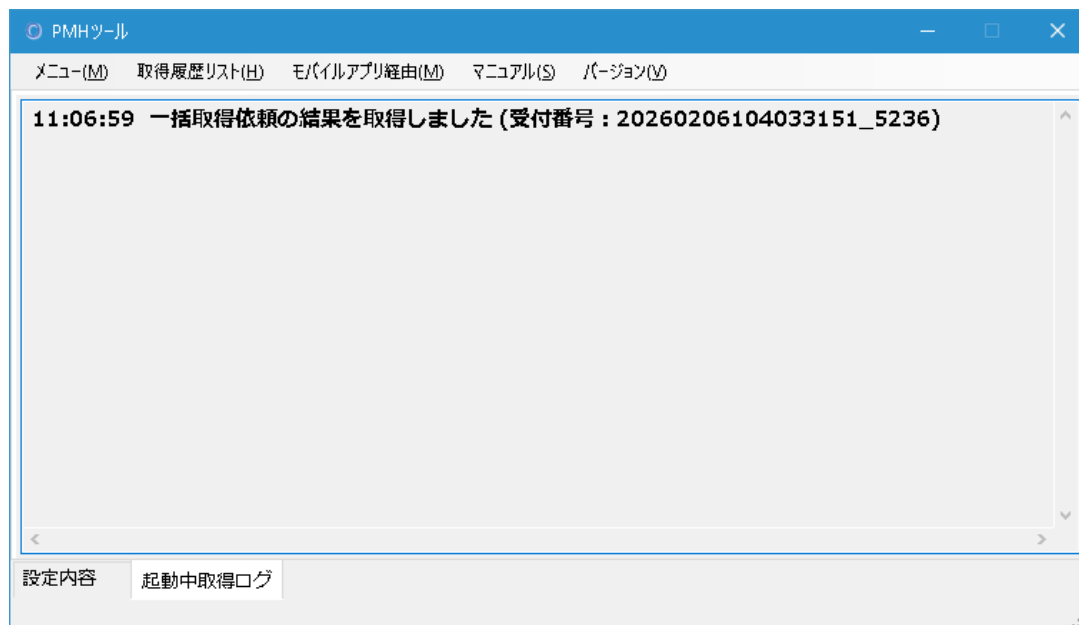 PMHツール
メニュー(M) 取得履歴リスト(H) モバイルアプリ経由(M) マニュアル(S) バージョン(V)
11:06:59 一括取得依頼の結果を取得しました (受付番号：20260206104033151_5236)
設定内容 起動中取得ログ